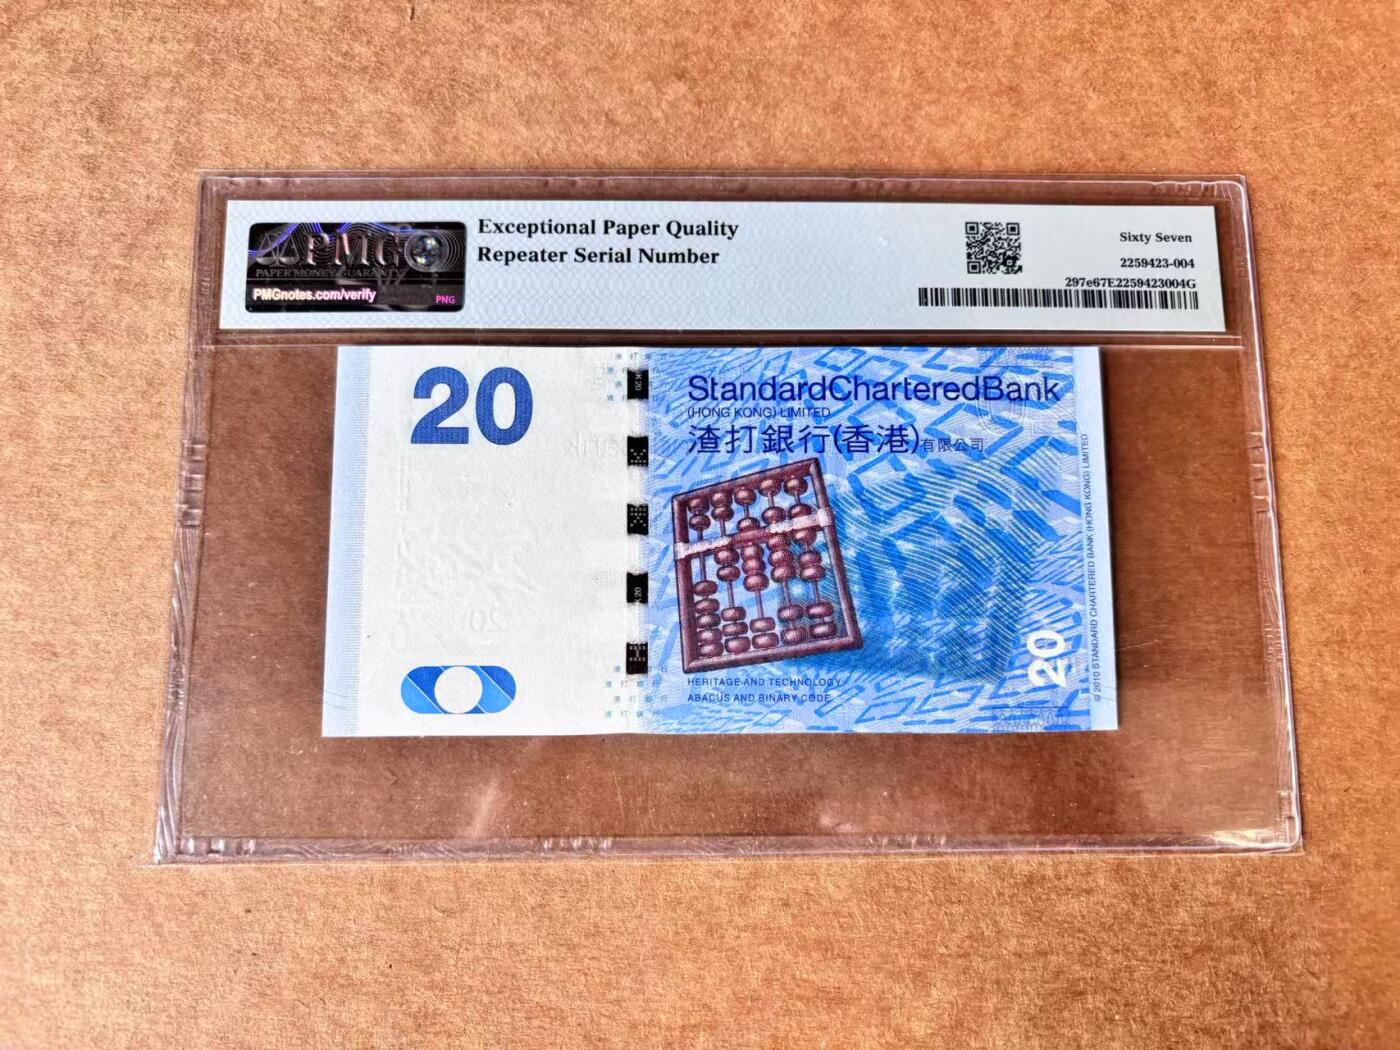 PMG
PAPER MONEY GUARANTY
PMGnotes.com/verify
PNG
Exceptional Paper Quality
Repeater Serial Number
Sixty Seven
2259423-004
297e67E2259423004G
20
StandardCharteredBank
(HONG KONG) LIMITED
渣打銀行(香港)有限公司
HERITAGE AND TECHNOLOGY
ABACUS AND BINARY CODE
20
© 2010 STANDARD CHARTERED BANK (HONG KONG) LIMITED